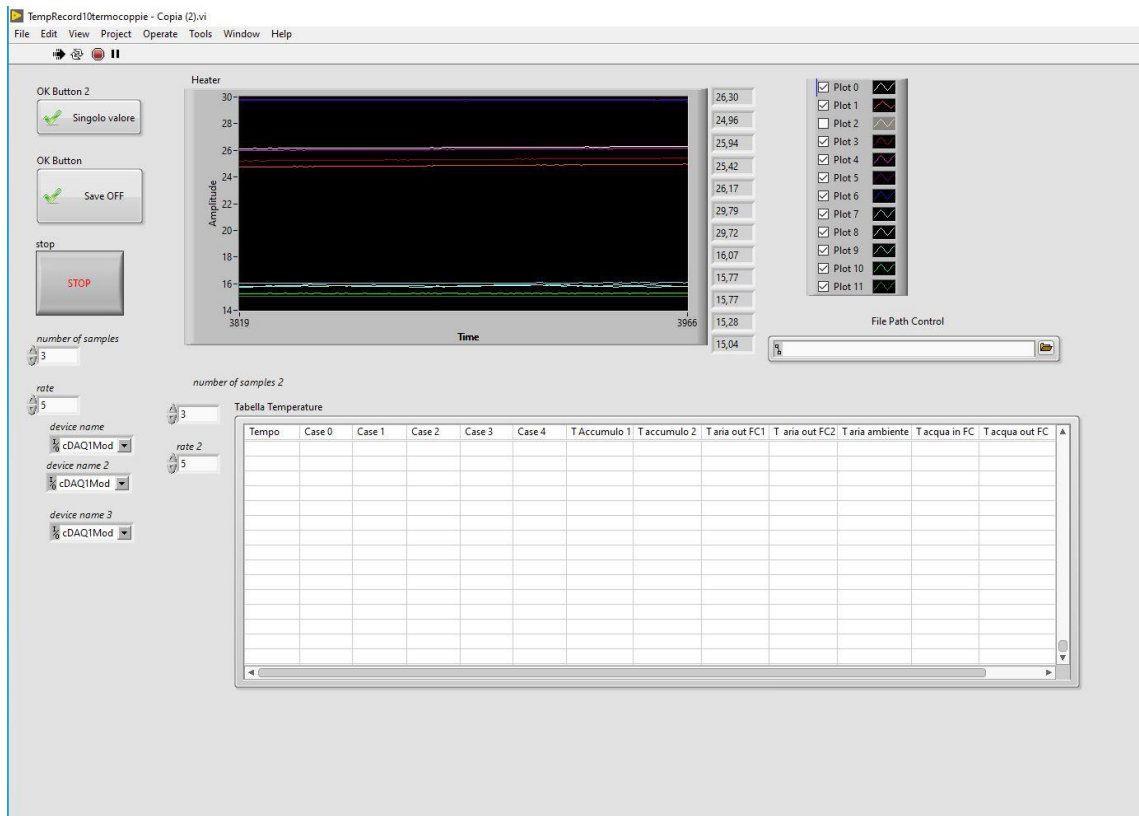 TempRecord10termocoppie - Copia (2).vi
File Edit View Project Operate Tools Window Help
OK Button 2
Singolo valore
OK Button
Save OFF
stop
STOP
number of samples
3
rate
5
device name
cDAQ1Mod
device name 2
cDAQ1Mod
device name 3
cDAQ1Mod
number of samples 2
3
rate 2
5
Heater
Amplitude
30
28
26
24
22
20
18
16
14
3819
3966
Time
26,30
24,96
25,94
25,42
26,17
29,79
29,72
16,07
15,77
15,77
15,28
15,04
Plot 0
Plot 1
Plot 2
Plot 3
Plot 4
Plot 5
Plot 6
Plot 7
Plot 8
Plot 9
Plot 10
Plot 11
File Path Control
Tabella Temperature
Tempo Case 0 Case 1 Case 2 Case 3 Case 4 T Accumulo 1 T accumulo 2 T aria out FC1 T aria out FC2 T aria ambiente T acqua in FC T acqua out FC